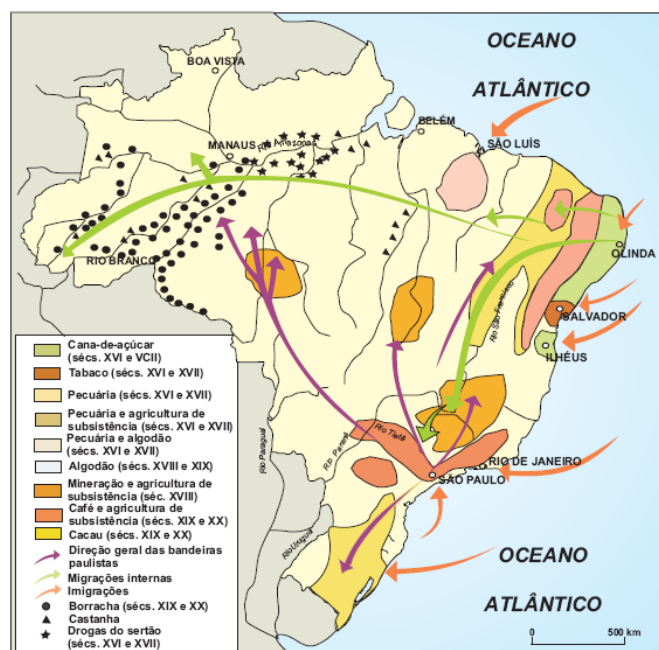 OCEANO
ATLÂNTICO
BOA VISTA
BELÉM
SÃO LUÍS
MANAUS
Rio Amazonas
OLINDA
RIO BRANCO
Rio São Francisco
SALVADOR
ILHÉUS
Rio Paraguai
Rio Paraná
Rio Tietê
RIO DE JANEIRO
SÃO PAULO
Rio Uruguai
OCEANO
ATLÂNTICO
0 500 km
Cana-de-açúcar
(sécs. XVI e VCII)
Tabaco (sécs. XVI e XVII)
Pecuária (sécs. XVI e XVII)
Pecuária e agricultura de
subsistência (sécs. XVI e XVII)
Pecuária e algodão
(sécs. XVI e XVII)
Algodão (sécs. XVIII e XIX)
Mineração e agricultura de
subsistência (séc. XVIII)
Café e agricultura de
subsistência (sécs. XIX e XX)
Cacau (sécs. XIX e XX)
Direção geral das bandeiras
paulistas
Migrações internas
Imigrações
Borracha (sécs. XIX e XX)
Castanha
Drogas do sertão
(sécs. XVI e XVII)